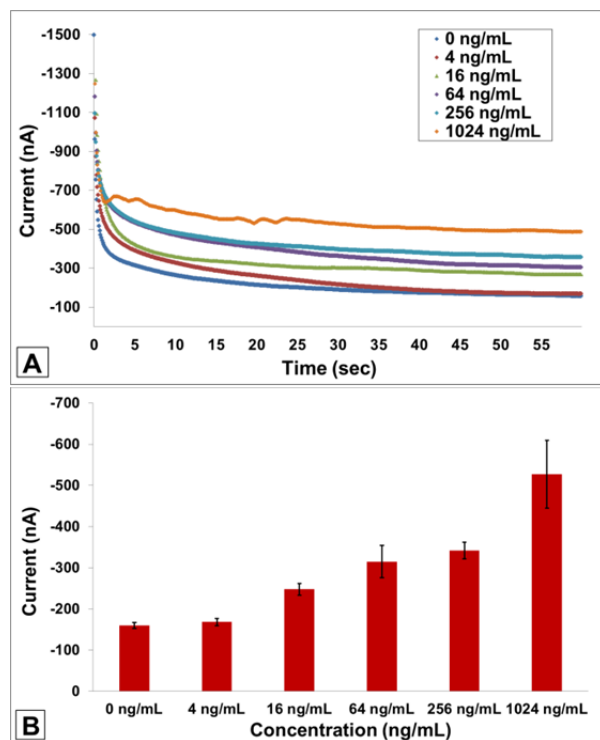 -1500
-1300
-1100
-900
-700
-500
-300
-100
Current (nA)
0 ng/mL
4 ng/mL
16 ng/mL
64 ng/mL
256 ng/mL
1024 ng/mL
0 5 10 15 20 25 30 35 40 45 50 55
Time (sec)
A
-700
-600
-500
-400
-300
-200
-100
0
Current (nA)
0 ng/mL 4 ng/mL 16 ng/mL 64 ng/mL 256 ng/mL 1024 ng/mL
Concentration (ng/mL)
B